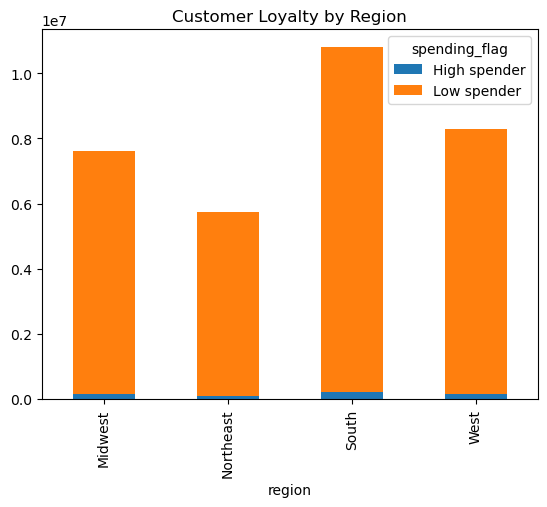 Customer Loyalty by Region
1e7
spending_flag
High spender
Low spender
1.0
0.8
0.6
0.4
0.2
0.0
Midwest
Northeast
South
West
region